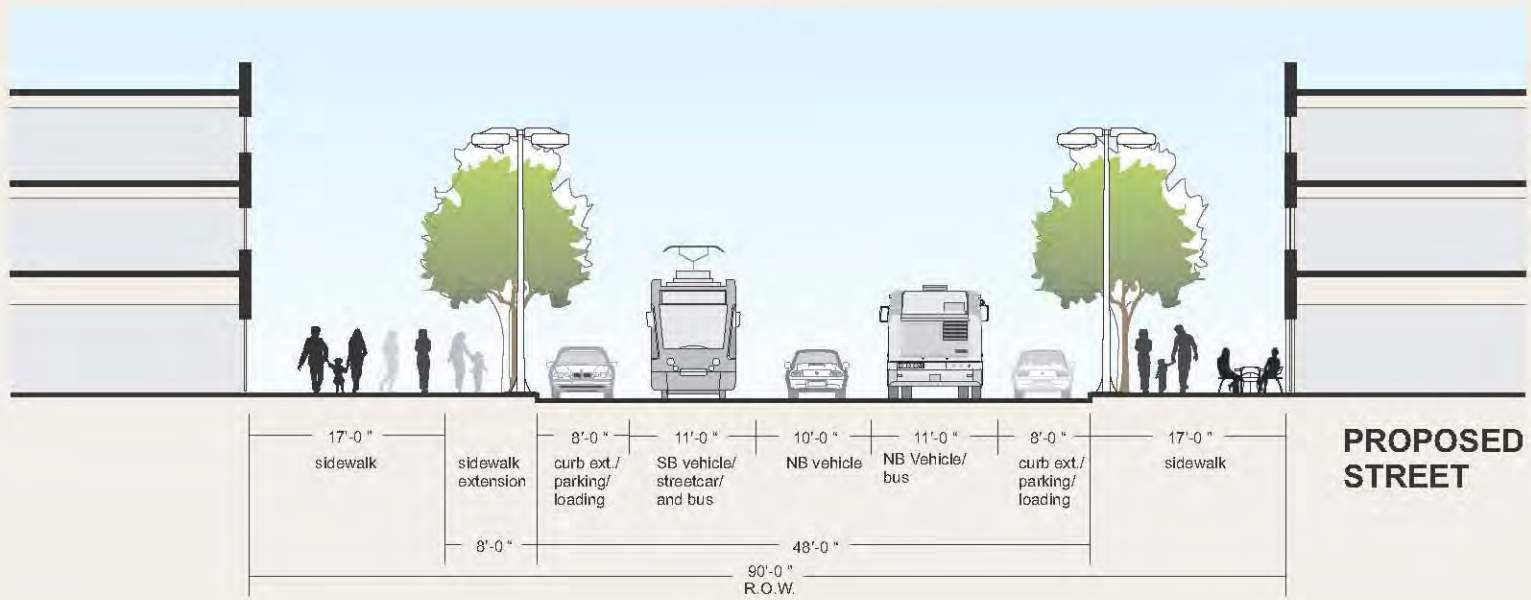 17'-0 "
sidewalk
sidewalk
extension
8'-0 "
curb ext./
parking/
loading
11'-0 "
SB vehicle/
streetcar/
and bus
10'-0 "
NB vehicle
11'-0 "
NB Vehicle/
bus
8'-0 "
curb ext./
parking/
loading
17'-0 "
sidewalk
PROPOSED
STREET
8'-0 "
48'-0 "
90'-0 "
R.O.W.